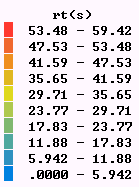 rt(s)
53.48 - 59.42
47.53 - 53.48
41.59 - 47.53
35.65 - 41.59
29.71 - 35.65
23.77 - 29.71
17.83 - 23.77
11.88 - 17.83
5.942 - 11.88
.0000 - 5.942